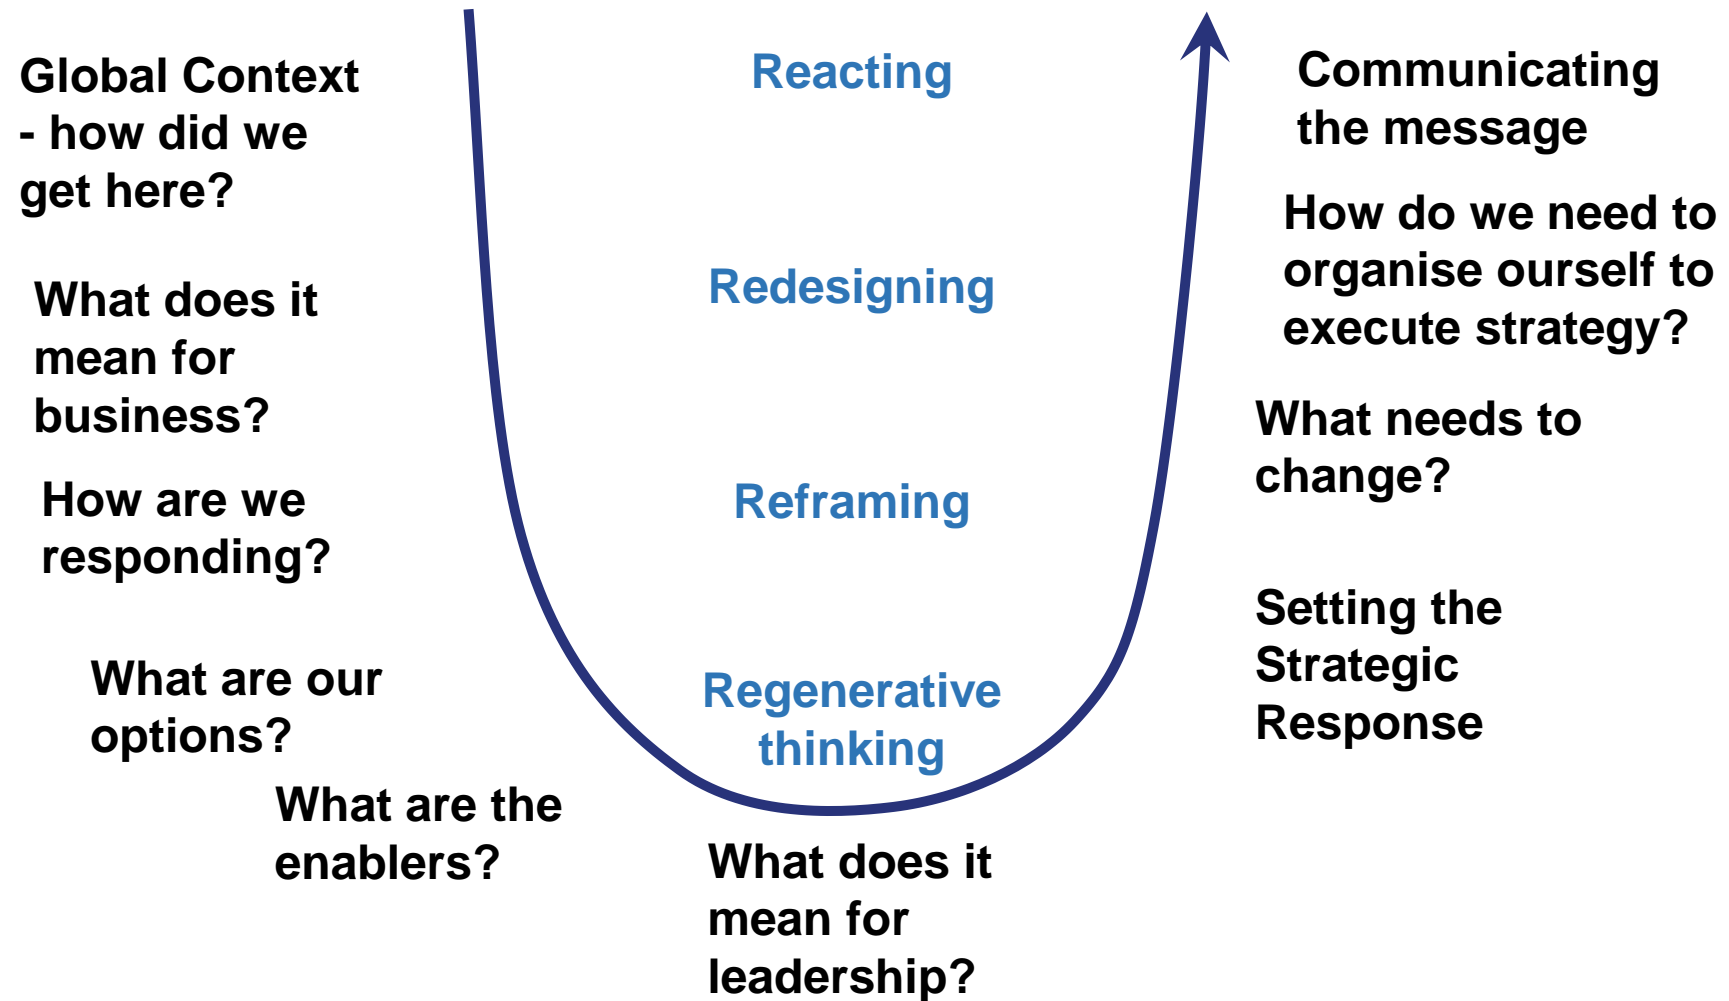 Global Context
- how did we
get here?
What does it
mean for
business?
How are we
responding?
What are our
options?
What are the
enablers?
What does it
mean for
leadership?
Reacting
Redesigning
Reframing
Regenerative
thinking
Communicating
the message
How do we need to
organise ourself to
execute strategy?
What needs to
change?
Setting the
Strategic
Response